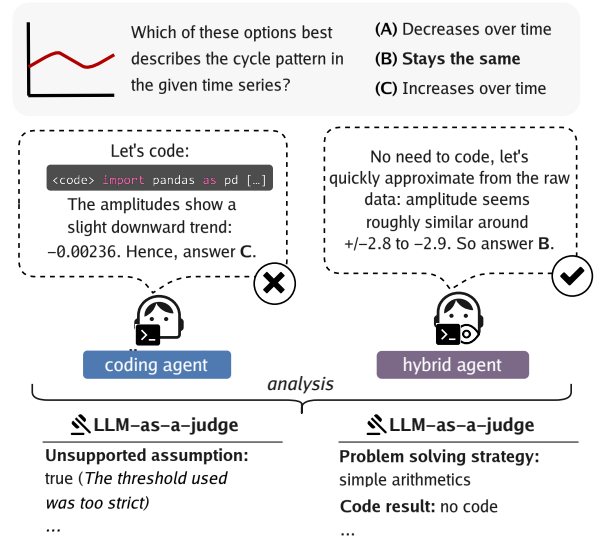 Which of these options best
describes the cycle pattern in
the given time series?
(A) Decreases over time
(B) Stays the same
(C) Increases over time
Let's code:
<code> import pandas as pd […]
The amplitudes show a
slight downward trend:
−0.00236. Hence, answer C.
No need to code, let's
quickly approximate from the raw
data: amplitude seems
roughly similar around
+/−2.8 to −2.9. So answer B.
coding agent
hybrid agent
analysis
LLM-as-a-judge
Unsupported assumption:
true (The threshold used
was too strict)
...
LLM-as-a-judge
Problem solving strategy:
simple arithmetics
Code result: no code
...